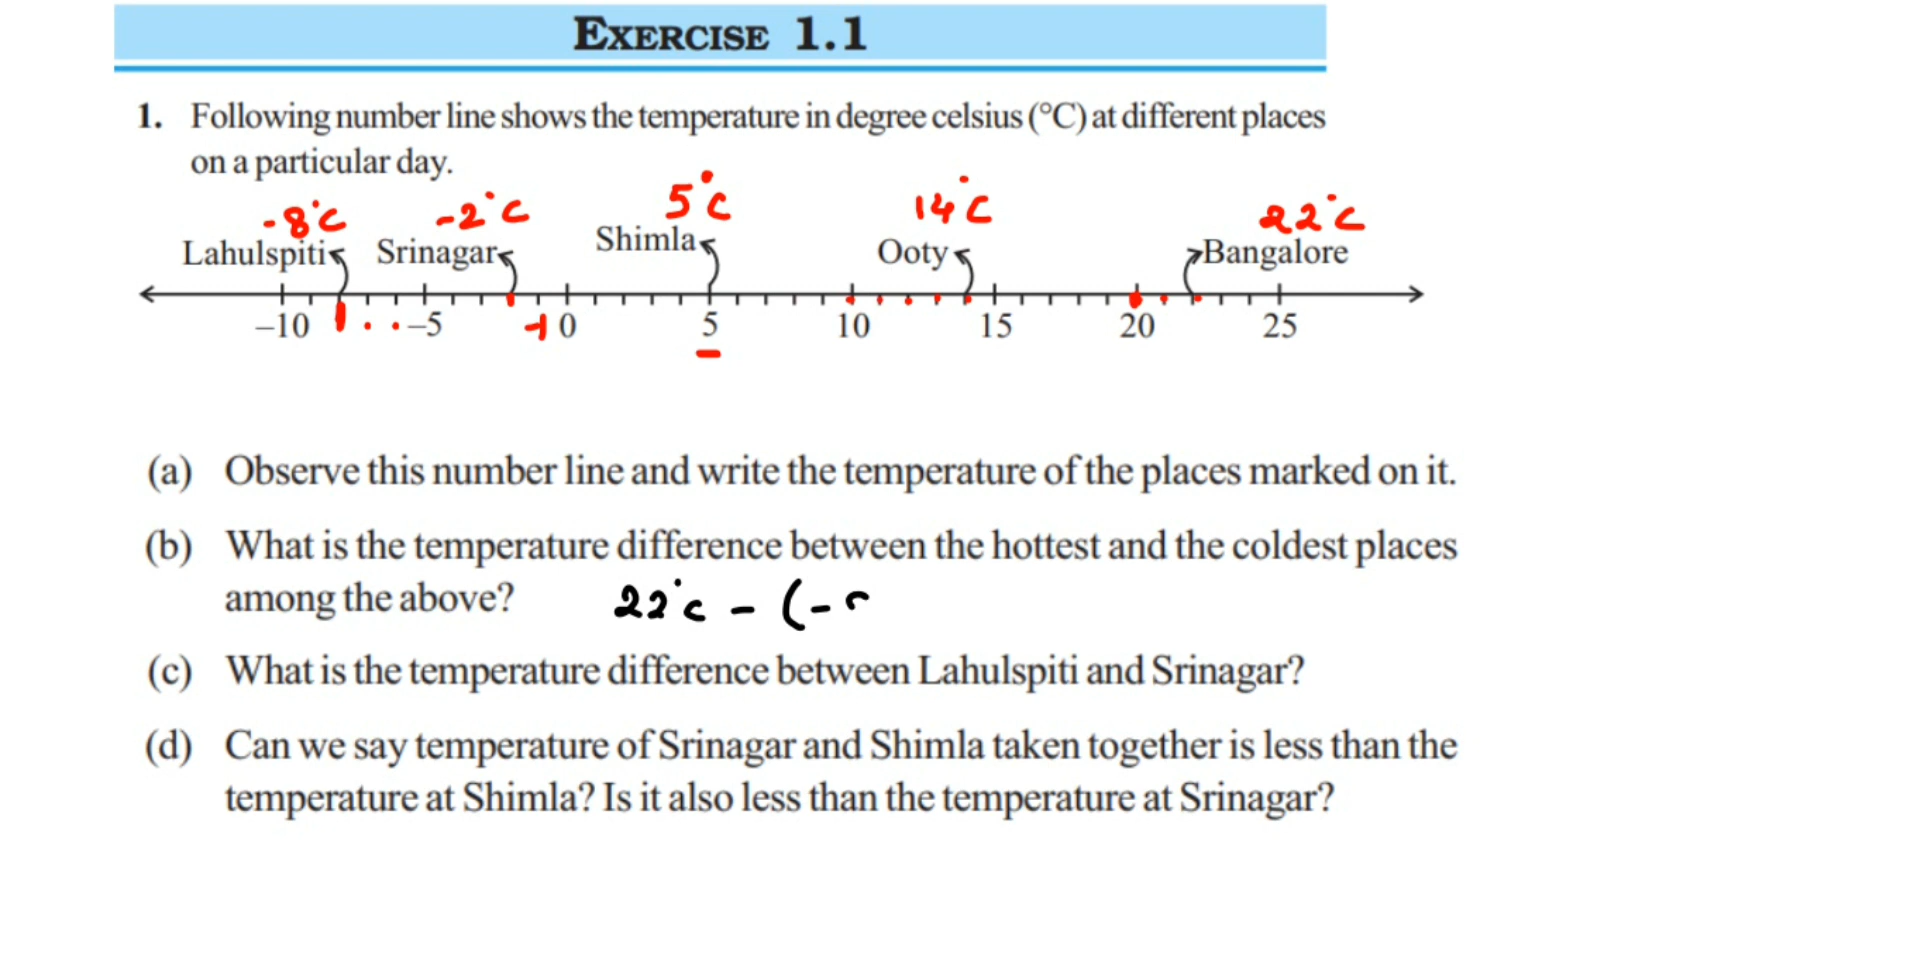 EXERCISE 1.1
1. Following number line shows the temperature in degree celsius (°C) at different places
on a particular day.
-8°C -2°C 5°C 14°C 22°C
Lahulspiti Srinagar Shimla Ooty Bangalore
–10 –5 -1 0 5 10 15 20 25
(a) Observe this number line and write the temperature of the places marked on it.
(b) What is the temperature difference between the hottest and the coldest places
among the above? 22°C - (-
(c) What is the temperature difference between Lahulspiti and Srinagar?
(d) Can we say temperature of Srinagar and Shimla taken together is less than the
temperature at Shimla? Is it also less than the temperature at Srinagar?